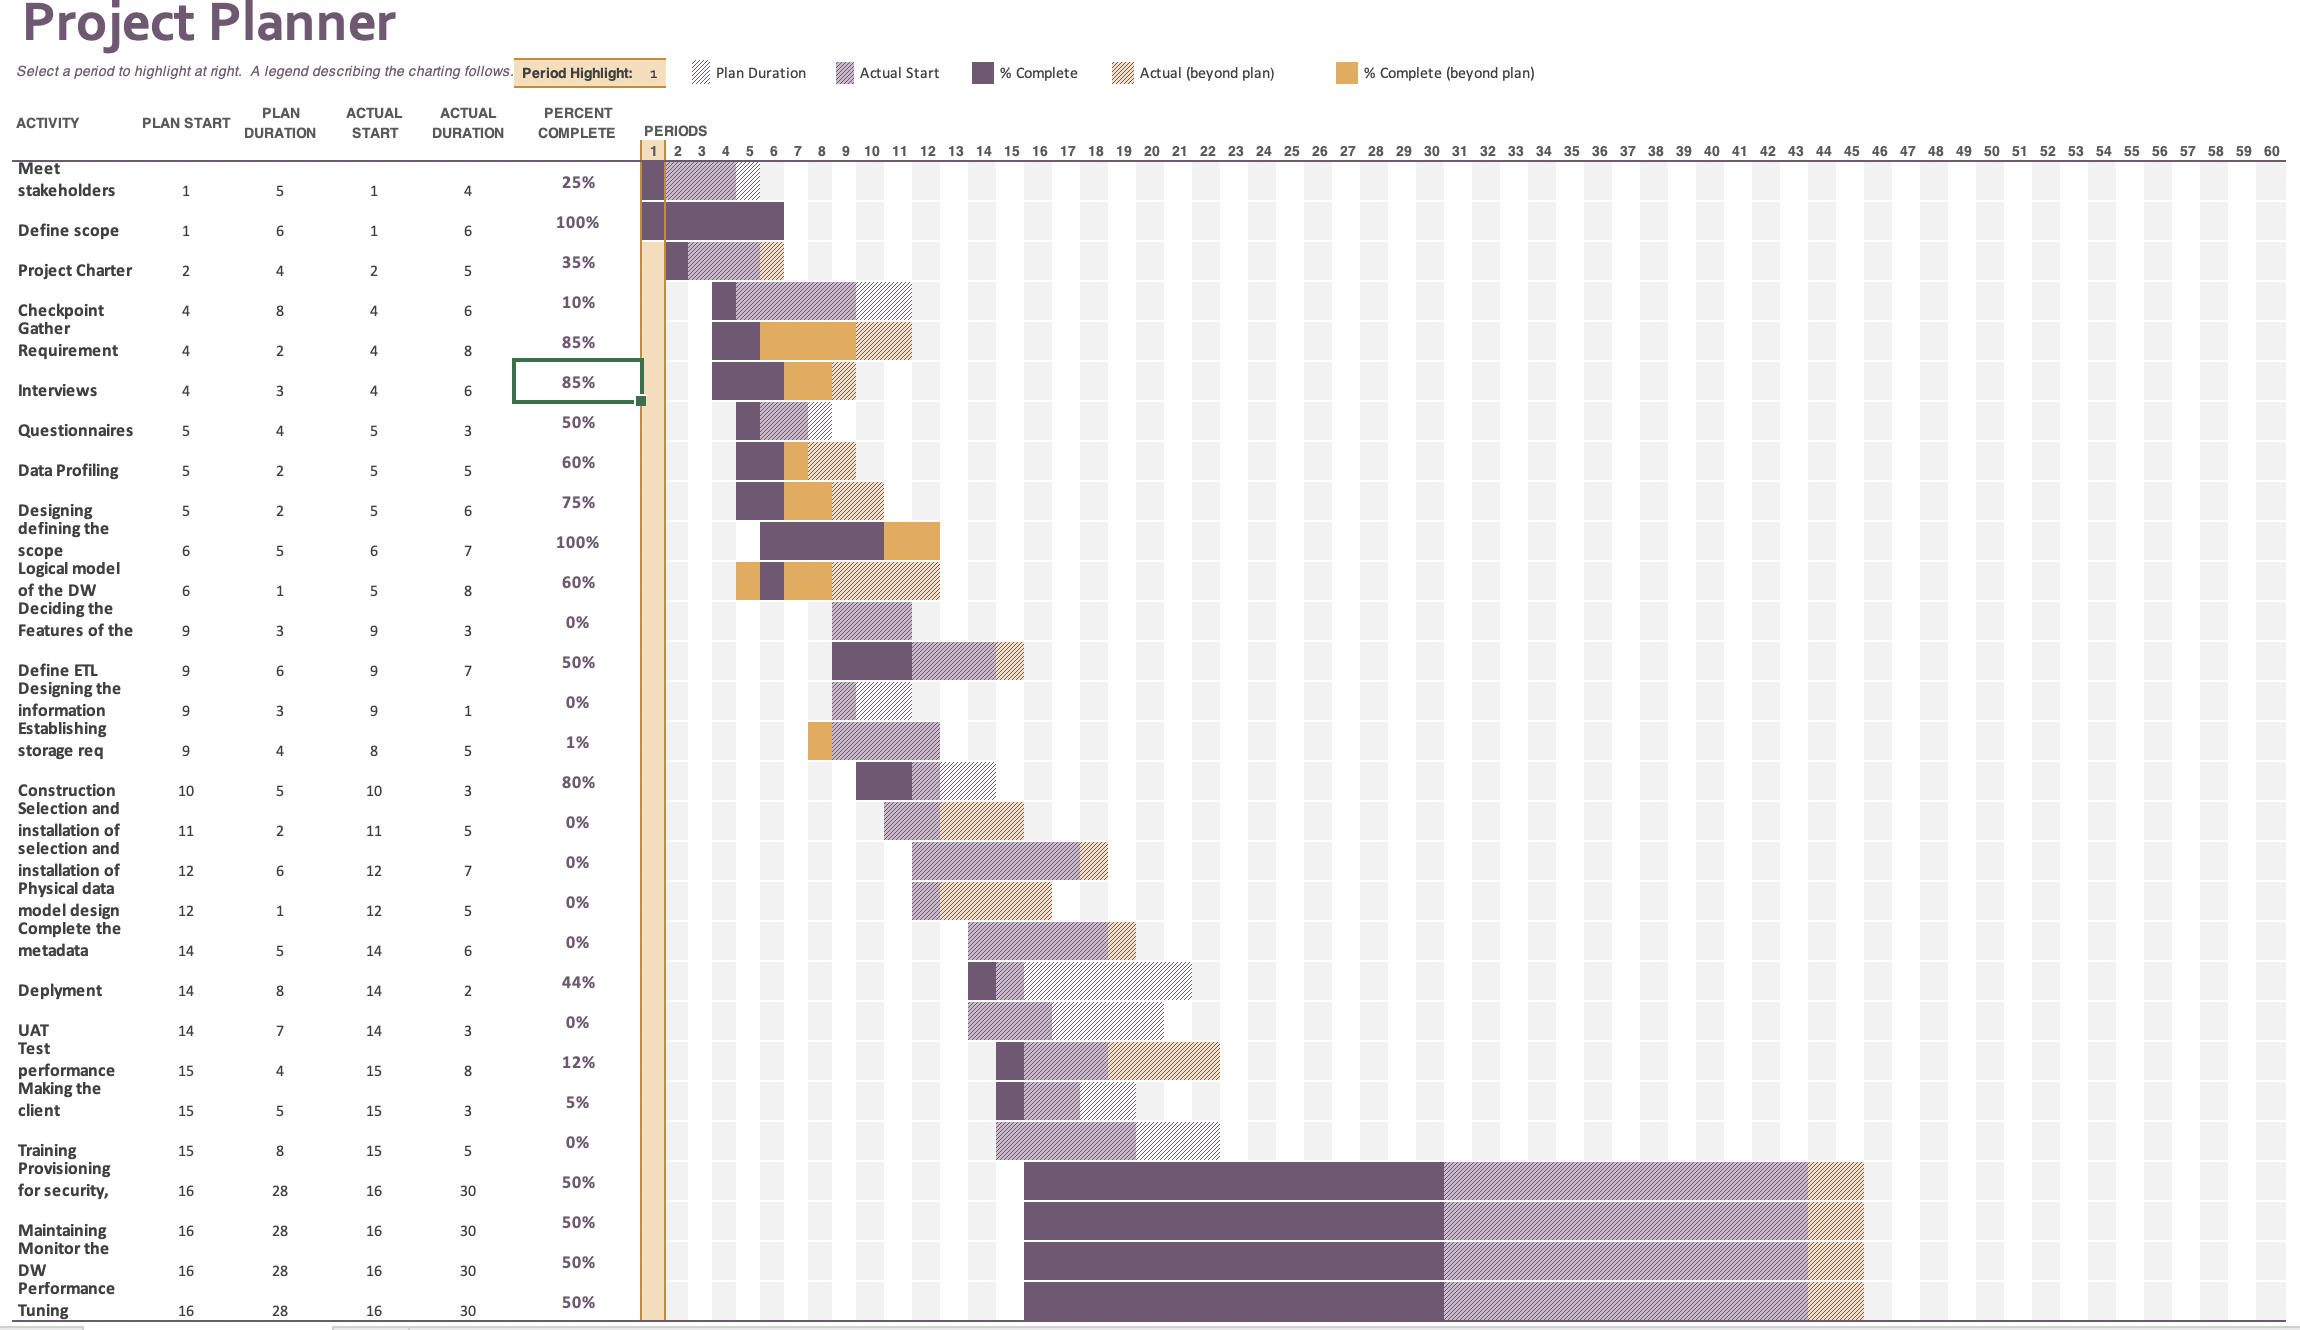 Project Planner
Select a period to highlight at right.  A legend describing the charting follows. Period Highlight: 1 Plan Duration Actual Start % Complete Actual (beyond plan) % Complete (beyond plan)
ACTIVITY PLAN START PLAN DURATION ACTUAL START ACTUAL DURATION PERCENT COMPLETE PERIODS
1 2 3 4 5 6 7 8 9 10 11 12 13 14 15 16 17 18 19 20 21 22 23 24 25 26 27 28 29 30 31 32 33 34 35 36 37 38 39 40 41 42 43 44 45 46 47 48 49 50 51 52 53 54 55 56 57 58 59 60
Meet
stakeholders 1 5 1 4 25%
Define scope 1 6 1 6 100%
Project Charter 2 4 2 5 35%
Checkpoint 4 8 4 6 10%
Gather
Requirement 4 2 4 8 85%
Interviews 4 3 4 6 85%
Questionnaires 5 4 5 3 50%
Data Profiling 5 2 5 5 60%
Designing 5 2 5 6 75%
defining the
scope 6 5 6 7 100%
Logical model
of the DW 6 1 5 8 60%
Deciding the
Features of the 9 3 9 3 0%
Define ETL 9 6 9 7 50%
Designing the
information 9 3 9 1 0%
Establishing
storage req 9 4 8 5 1%
Construction 10 5 10 3 80%
Selection and
installation of 11 2 11 5 0%
selection and
installation of 12 6 12 7 0%
Physical data
model design 12 1 12 5 0%
Complete the
metadata 14 5 14 6 0%
Deplyment 14 8 14 2 44%
UAT 14 7 14 3 0%
Test
performance 15 4 15 8 12%
Making the
client 15 5 15 3 5%
Training 15 8 15 5 0%
Provisioning
for security, 16 28 16 30 50%
Maintaining 16 28 16 30 50%
Monitor the
DW 16 28 16 30 50%
Performance
Tuning 16 28 16 30 50%